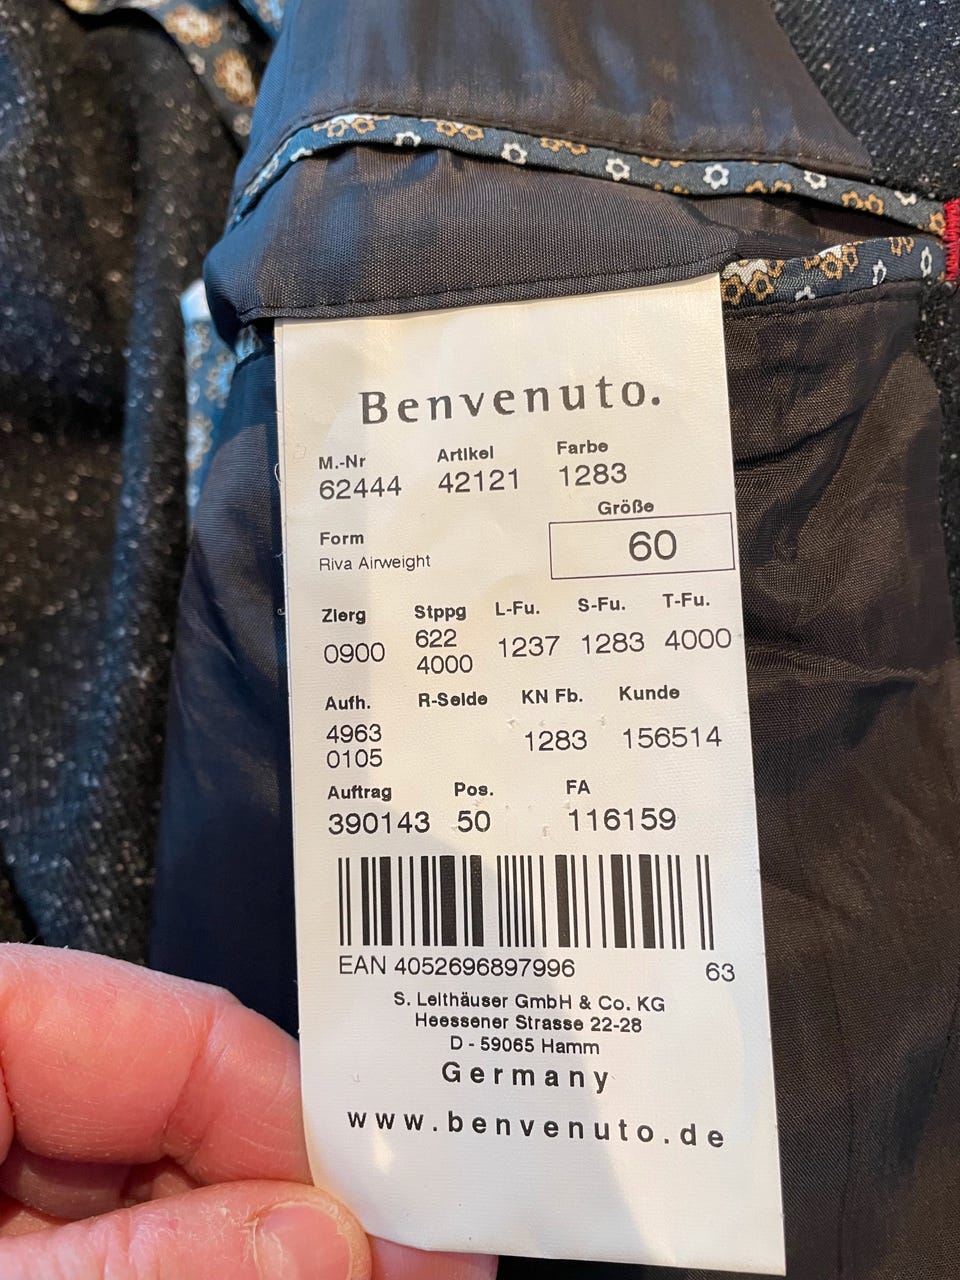 Benvenuto.
M.-Nr Artikel Farbe
62444 42121 1283
Größe
60
Form
Riva Airweight
Zierg Stppg L-Fu. S-Fu. T-Fu.
0900 622 1237 1283 4000
4000
Aufh. R-Seide KN Fb. Kunde
4963 1283 156514
0105
Auftrag Pos. FA
390143 50 116159
EAN 4052696897996 63
S. Leithäuser GmbH & Co. KG
Heessener Strasse 22-28
D - 59065 Hamm
Germany
www.benvenuto.de